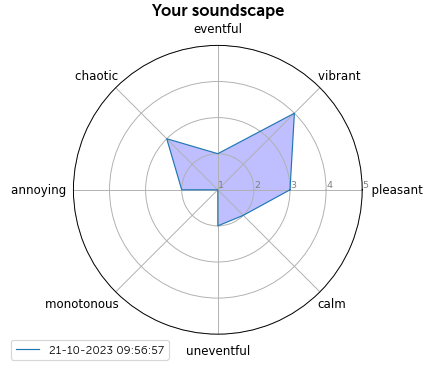 Your soundscape
eventful
chaotic
vibrant
annoying
1
2
3
4
5
pleasant
monotonous
calm
21-10-2023 09:56:57
uneventful